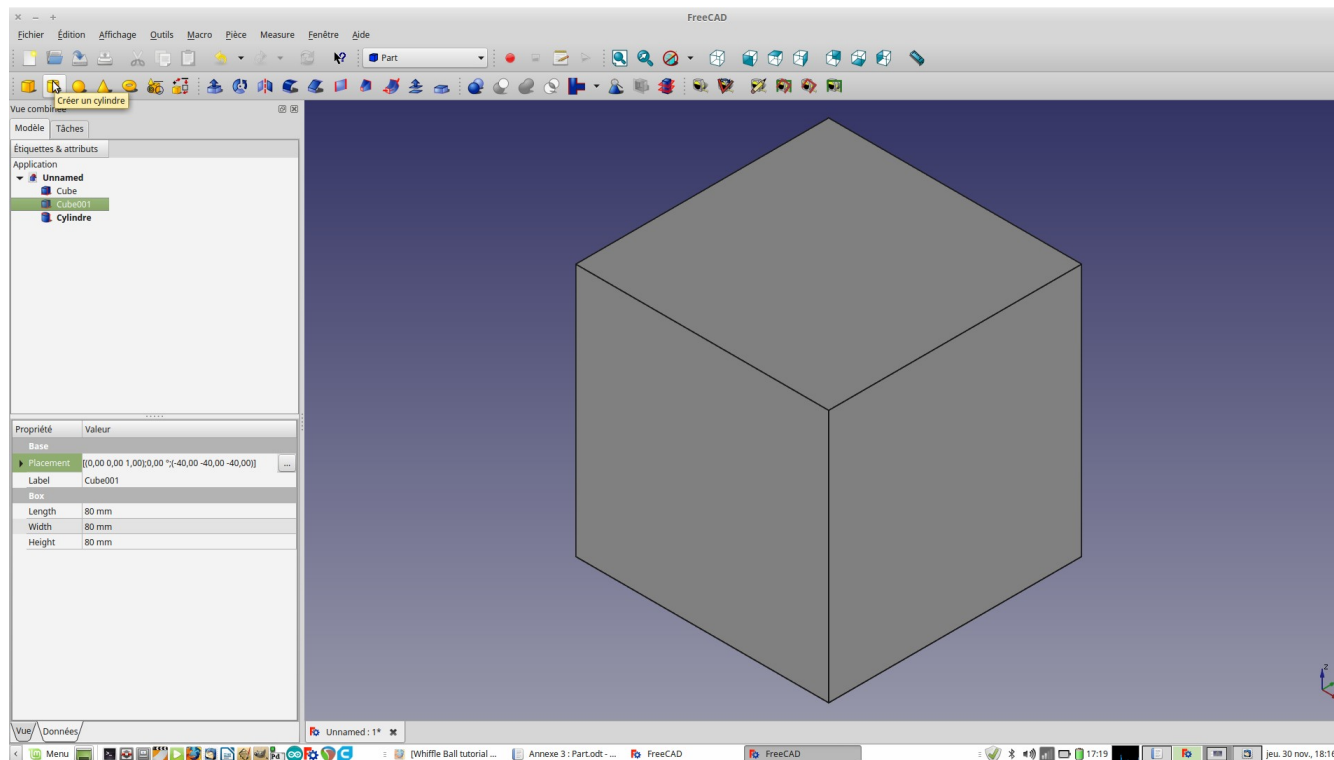 FreeCAD
Fichier Édition Affichage Outils Macro Pièce Measure Fenêtre Aide
Part
Créer un cylindre
Vue combinée
Modèle Tâches
Étiquettes & attributs
Application
Unnamed
Cube
Cube001
Cylindre
Propriété Valeur
Base
Placement [(0,00 0,00 1,00);0,00 °;(-40,00 -40,00 -40,00)] ...
Label Cube001
Box
Length 80 mm
Width 80 mm
Height 80 mm
Z
Vue Données Unnamed : 1*
Menu [Whiffle Ball tutorial ... Annexe 3 : Part.odt - ... FreeCAD FreeCAD 17:19 jeu. 30 nov., 18:16